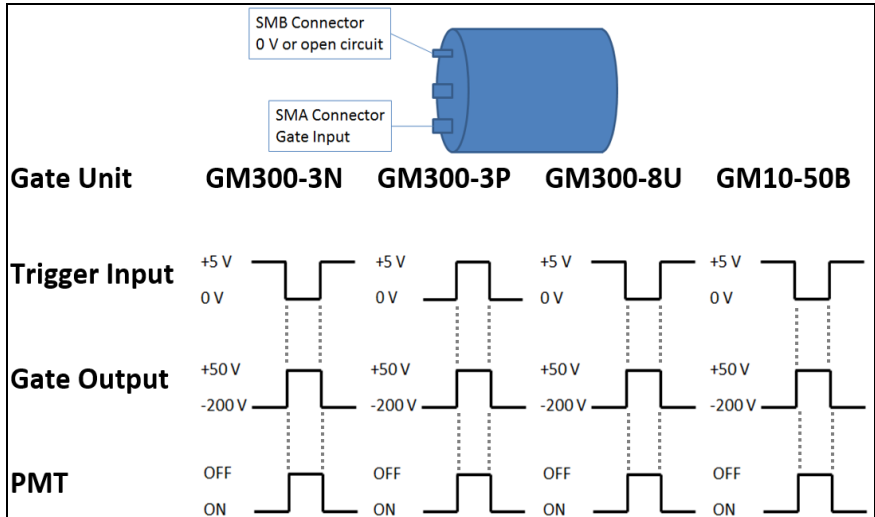 SMB Connector
0 V or open circuit
SMA Connector
Gate Input
Gate Unit GM300-3N GM300-3P GM300-8U GM10-50B
Trigger Input
+5 V +5 V +5 V +5 V
0 V 0 V 0 V 0 V
Gate Output
+50 V +50 V +50 V +50 V
-200 V -200 V -200 V -200 V
PMT
OFF OFF OFF OFF
ON ON ON ON